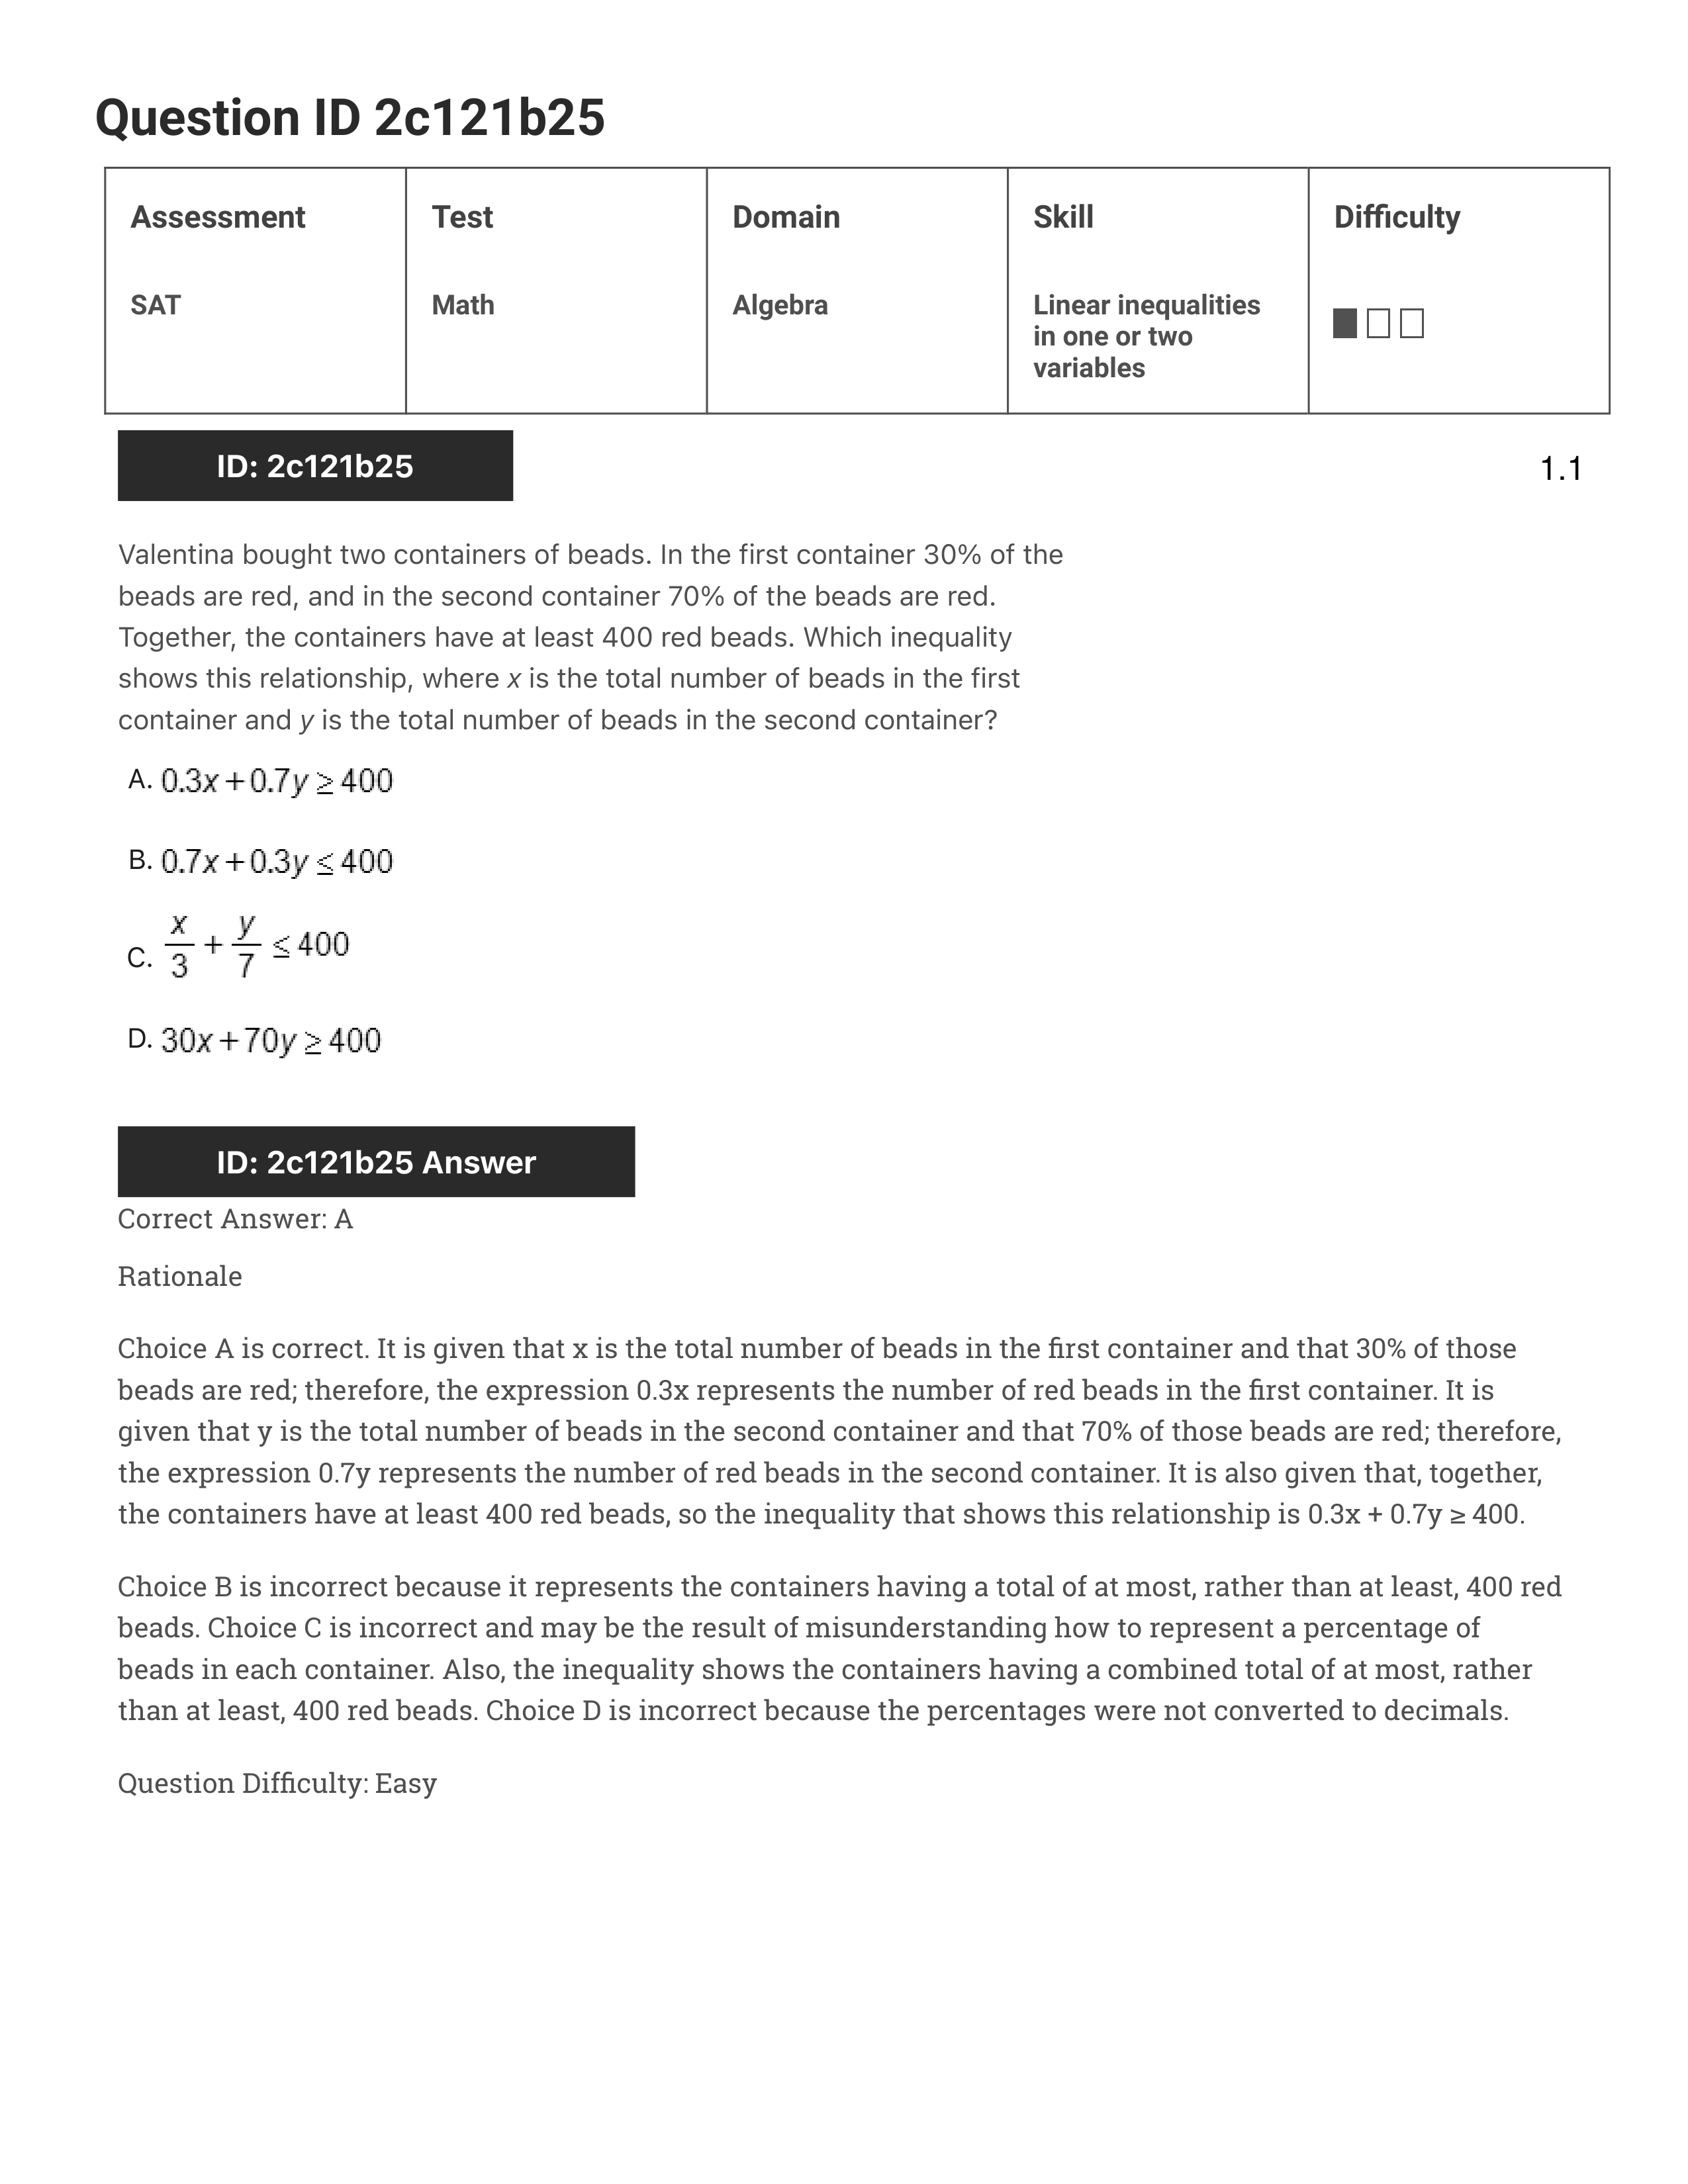 Question ID 2c121b25
Assessment
Test
Domain
Skill
Difficulty
SAT
Math
Algebra
Linear inequalities
in one or two
variables
ID: 2c121b25
1.1
Valentina bought two containers of beads. In the first container 30% of the
beads are red, and in the second container 70% of the beads are red.
Together, the containers have at least 400 red beads. Which inequality
shows this relationship, where x is the total number of beads in the first
container and y is the total number of beads in the second container?
A. 0.3x + 0.7y ≥ 400
B. 0.7x + 0.3y ≤ 400
C. x/3 + y/7 ≤ 400
D. 30x + 70y ≥ 400
ID: 2c121b25 Answer
Correct Answer: A
Rationale
Choice A is correct. It is given that x is the total number of beads in the first container and that 30% of those
beads are red; therefore, the expression 0.3x represents the number of red beads in the first container. It is
given that y is the total number of beads in the second container and that 70% of those beads are red; therefore,
the expression 0.7y represents the number of red beads in the second container. It is also given that, together,
the containers have at least 400 red beads, so the inequality that shows this relationship is 0.3x + 0.7y ≥ 400.
Choice B is incorrect because it represents the containers having a total of at most, rather than at least, 400 red
beads. Choice C is incorrect and may be the result of misunderstanding how to represent a percentage of
beads in each container. Also, the inequality shows the containers having a combined total of at most, rather
than at least, 400 red beads. Choice D is incorrect because the percentages were not converted to decimals.
Question Difficulty: Easy